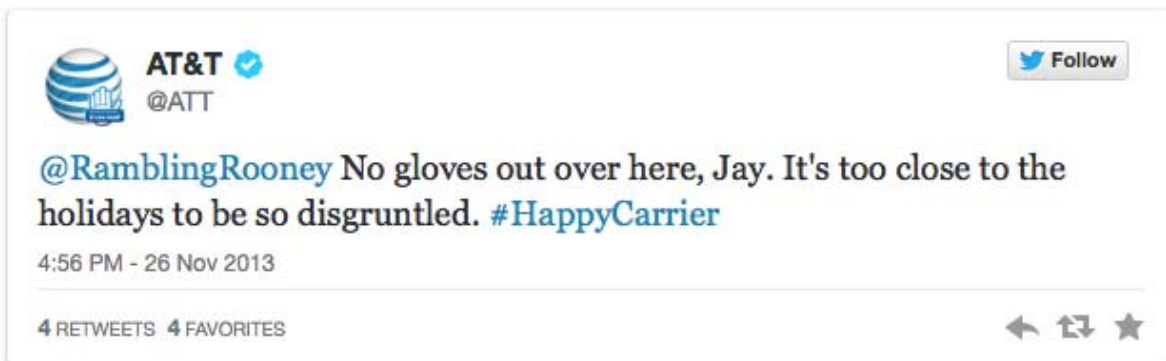 AT&T
Follow
@ATT
@RamblingRooney No gloves out over here, Jay. It's too close to the
holidays to be so disgruntled. #HappyCarrier
4:56 PM - 26 Nov 2013
4 RETWEETS 4 FAVORITES